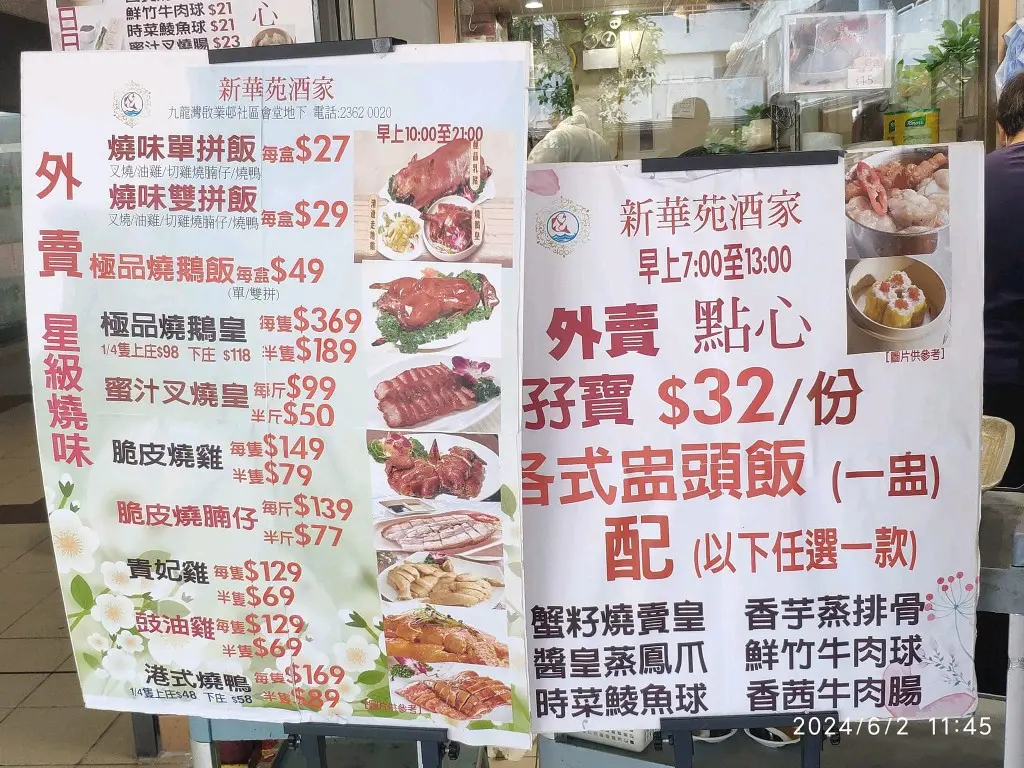 鮮竹牛肉球 $21
時菜鯪魚球 $21
蜜汁叉燒腸 $23
心
新華苑酒家
九龍灣啟業邨社區會堂地下 電話:2362 0020
早上10:00至21:00
外賣
星級燒味
燒味單拼飯 每盒$27
叉燒/油雞/切雞燒腩仔/燒鴨
燒味雙拼飯 每盒$29
叉燒/油雞/切雞燒腩仔/燒鴨
極品燒鵝飯 每盒$49
(單/雙拼)
極品燒鵝皇 每隻$369
1/4隻上庄$98 下庄 $118 半隻$189
蜜汁叉燒皇 每斤$99
半斤$50
脆皮燒雞 每隻$149
半隻$79
脆皮燒腩仔 每斤$139
半斤$77
貴妃雞 每隻$129
半隻$69
豉油雞 每隻$129
半隻$69
港式燒鴨 每隻$169
1/4隻上庄$48 下庄 $58 半隻$89
[圖片供參考]
新華苑酒家
早上7:00至13:00
外賣 點心
[圖片供參考]
孖寶 $32/份
各式盅頭飯 (一盅)
配 (以下任選一款)
蟹籽燒賣皇 香芋蒸排骨
醬皇蒸鳳爪 鮮竹牛肉球
時菜鯪魚球 香茜牛肉腸
Knorr
2024/6/2 11:45